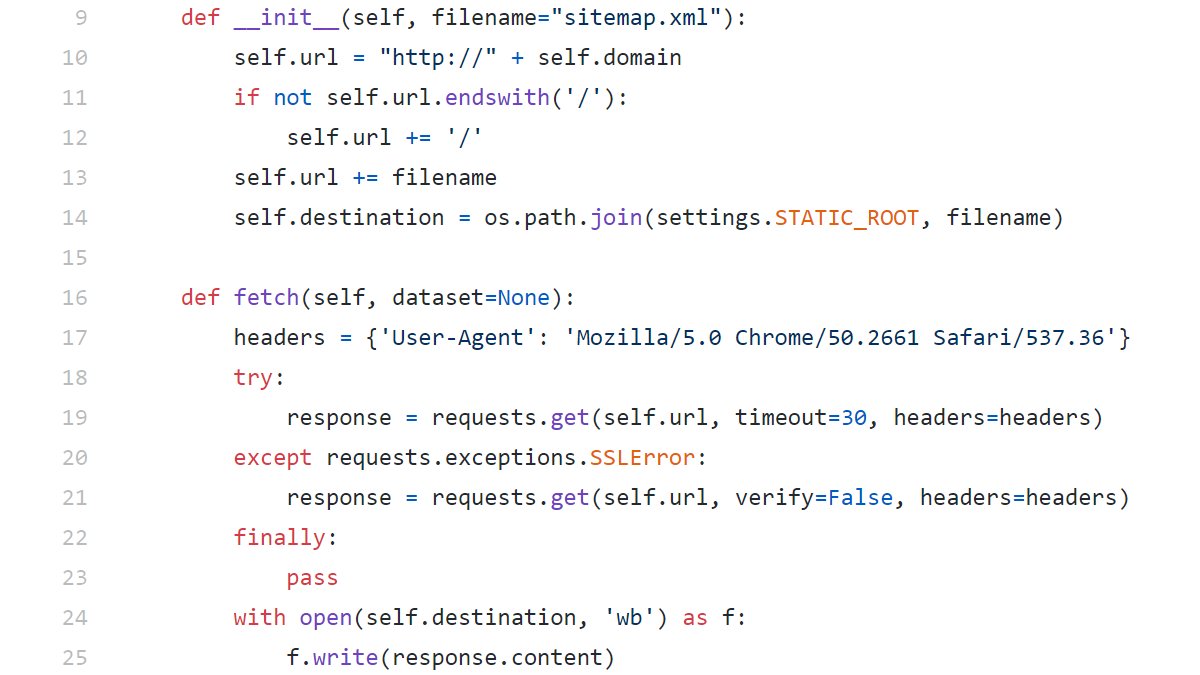 9 def __init__(self, filename="sitemap.xml"):
10 self.url = "http://" + self.domain
11 if not self.url.endswith('/'):
12 self.url += '/'
13 self.url += filename
14 self.destination = os.path.join(settings.STATIC_ROOT, filename)
15
16 def fetch(self, dataset=None):
17 headers = {'User-Agent': 'Mozilla/5.0 Chrome/50.2661 Safari/537.36'}
18 try:
19 response = requests.get(self.url, timeout=30, headers=headers)
20 except requests.exceptions.SSLError:
21 response = requests.get(self.url, verify=False, headers=headers)
22 finally:
23 pass
24 with open(self.destination, 'wb') as f:
25 f.write(response.content)